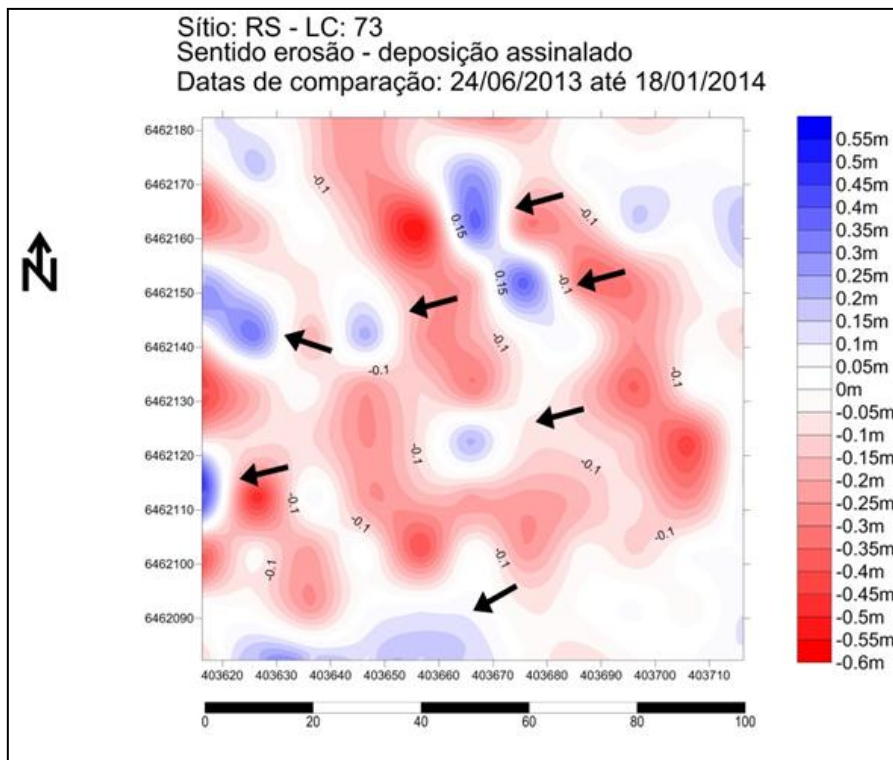 Sítio: RS - LC: 73
Sentido erosão - deposição assinalado
Datas de comparação: 24/06/2013 até 18/01/2014
N
6462180
6462170
6462160
6462150
6462140
6462130
6462120
6462110
6462100
6462090
403620 403630 403640 403650 403660 403670 403680 403690 403700 403710
-0.1
-0.1
0.15
-0.1
0.15
-0.1
-0.1
-0.1
-0.1
-0.1
-0.1
-0.1
-0.1
-0.1
-0.1
0.55m
0.5m
0.45m
0.4m
0.35m
0.3m
0.25m
0.2m
0.15m
0.1m
0m
-0.05m
-0.1m
-0.15m
-0.2m
-0.25m
-0.3m
-0.35m
-0.4m
-0.45m
-0.5m
-0.55m
-0.6m
0 20 40 60 80 100